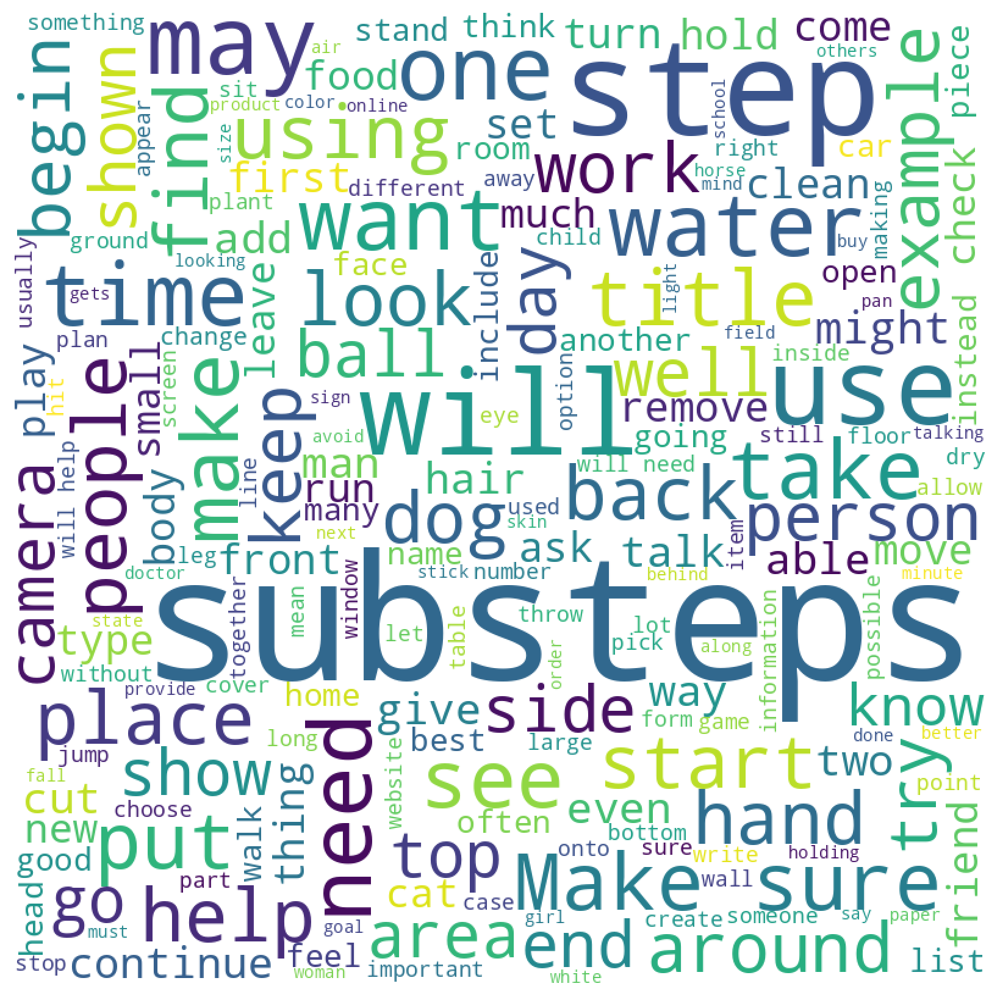 something
may
air
stand
think
turn
hold
come
others
piece
begin
shown
find
food
one
step
example
sit
product
color
online
school
appear
size
using
set
room
right
car
check
first
different
away
work
horse
mind
clean
plant
want
much
water
making
ground
add
child
buy
usually
looking
face
include
day
light
open
time
gets
leave
look
title
pan
might
instead
plan
change
ball
another
field
inside
play
people
small
screen
make
will
option
well
use
hit
keep
sign
eye
remove
going
still
floor
talking
avoid
man
hair
will need
take
dry
camera
will help
body
line
run
many
dog
used
back
allow
person
skin
next
leg
front
name
ask
talk
item
able
move
doctor
stick
number
behind
minute
substeps
state
together
mean
window
type
let
table
throw
lot
pick
order
along
information
possible
without
provide
cover
home
give
side
way
know
place
long
need
best
large
form
game
done
better
jump
show
thing
website
see
start
two
try
fall
cut
choose
walk
often
even
hand
point
new
put
bottom
friend
good
top
onto
sure
write
holding
part
Make sure
wall
head
go
help
cat
case
girl
create
someone
say
paper
must
goal
area
end
around
stop
continue
feel
important
list
woman
white